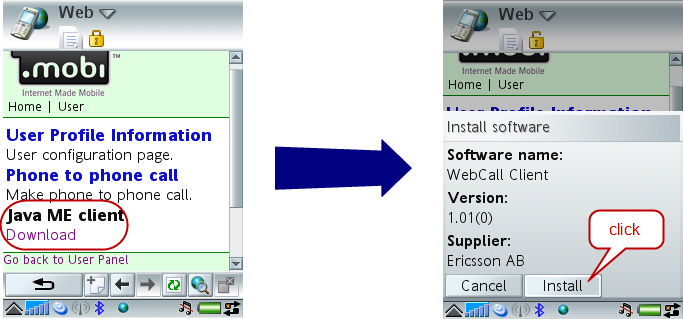 Web
.mobi™
Internet Made Mobile
Home | User
User Profile Information
User configuration page.
Phone to phone call
Make phone to phone call.
Java ME client
Download
Go back to User Panel
Web
.mobi
Internet Made Mobile
Home | User
User Profile Information
Install software
Software name:
WebCall Client
Version:
1.01(0)
Supplier:
Ericsson AB
click
Cancel
Install